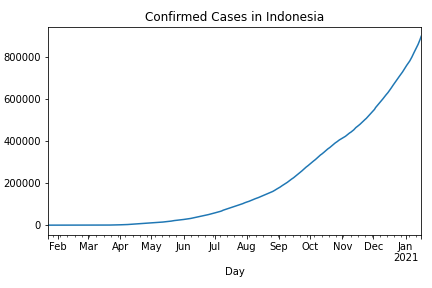 Confirmed Cases in Indonesia
800000
600000
400000
200000
0
Feb Mar Apr May Jun Jul Aug Sep Oct Nov Dec Jan
2021
Day